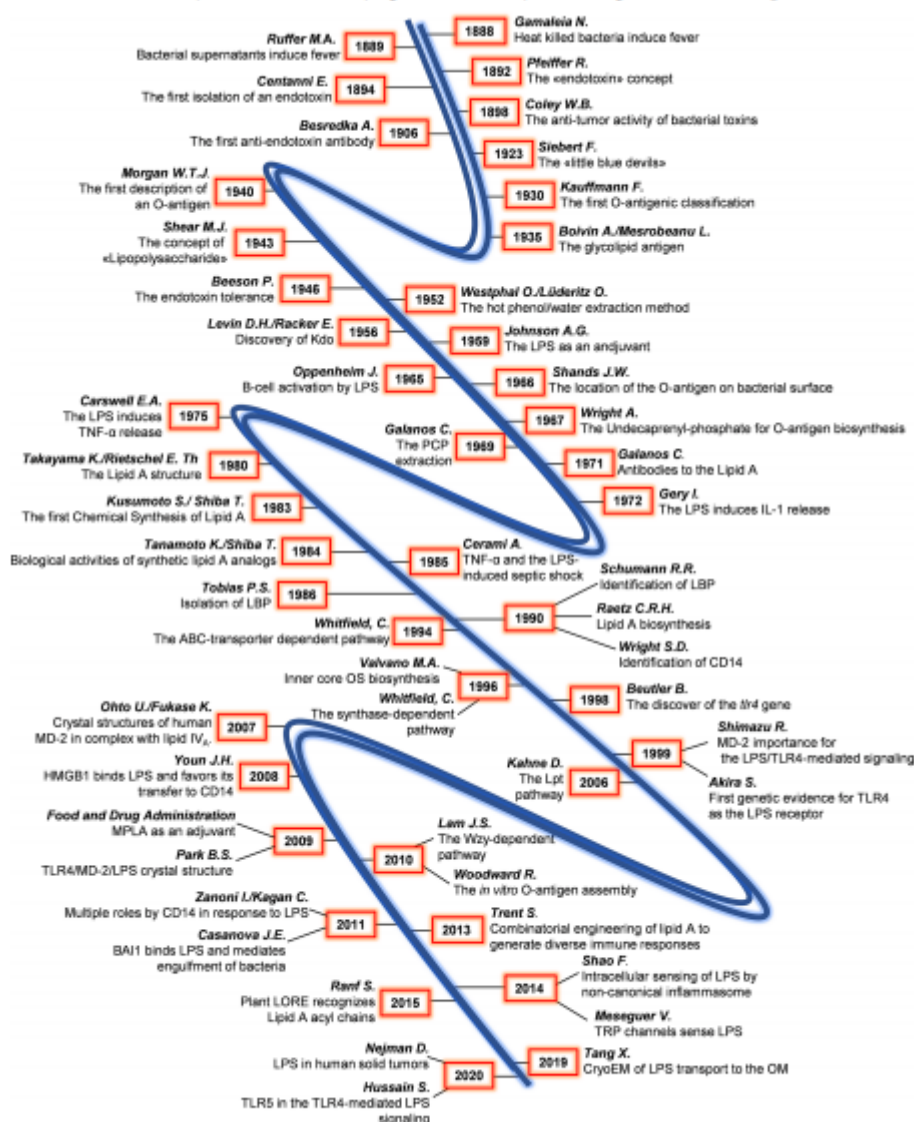 Gamaleia N.
1888
Heat killed bacteria induce fever
Ruffer M.A.
1889
Bacterial supernatants induce fever
Pfeiffer R.
1892
The «endotoxin» concept
Centanni E.
1894
The first isolation of an endotoxin
Coley W.B.
1898
The anti-tumor activity of bacterial toxins
Besredka A.
1906
The first anti-endotoxin antibody
Siebert F.
1923
The «little blue devils»
Kauffmann F.
1930
The first O-antigenic classification
Boivin A./Mesrobeanu L.
1935
The glycolipid antigen
Morgan W.T.J.
1940
The first description of
an O-antigen
Shear M.J.
1943
The concept of
«Lipopolysaccharide»
Beeson P.
1946
The endotoxin tolerance
Westphal O./Lüderitz O.
1952
The hot phenol/water extraction method
Levin D.H./Racker E.
1956
Discovery of Kdo
Johnson A.G.
1959
The LPS as an andjuvant
Oppenheim J.
1965
B-cell activation by LPS
Shands J.W.
1966
The location of the O-antigen on bacterial surface
Wright A.
1967
The Undecaprenyl-phosphate for O-antigen biosynthesis
Galanos C.
1969
The PCP
extraction
Galanos C.
1971
Antibodies to the Lipid A
Gery I.
1972
The LPS induces IL-1 release
Carswell E.A.
1975
The LPS induces
TNF-α release
Takayama K./Rietschel E. Th
1980
The Lipid A structure
Kusumoto S./ Shiba T.
1983
The first Chemical Synthesis of Lipid A
Tanamoto K./Shiba T.
1984
Biological activities of synthetic lipid A analogs
Cerami A.
1985
TNF-α and the LPS-
induced septic shock
Tobias P.S.
1986
Isolation of LBP
Schumann R.R.
Identification of LBP
1990
Raetz C.R.H.
Lipid A biosynthesis
Wright S.D.
Identification of CD14
Whitfield, C.
1994
The ABC-transporter dependent pathway
Valvano M.A.
Inner core OS biosynthesis
1996
Whitfield, C.
The synthase-dependent
pathway
Beutler B.
1998
The discover of the tlr4 gene
Shimazu R.
MD-2 importance for
the LPS/TLR4-mediated signaling
1999
Akira S.
First genetic evidence for TLR4
as the LPS receptor
Kahne D.
2006
The Lpt
pathway
Ohto U./Fukase K.
2007
Crystal structures of human
MD-2 in complex with lipid IVA.
Youn J.H.
2008
HMGB1 binds LPS and favors its
transfer to CD14
Food and Drug Administration
MPLA as an adjuvant
2009
Park B.S.
TLR4/MD-2/LPS crystal structure
Lam J.S.
The Wzy-dependent
pathway
2010
Woodward R.
The in vitro O-antigen assembly
Zanoni I./Kagan C.
Multiple roles by CD14 in response to LPS
2011
Casanova J.E.
BAI1 binds LPS and mediates
engulfment of bacteria
Trent S.
2013
Combinatorial engineering of lipid A to
generate diverse immune responses
Shao F.
Intracellular sensing of LPS by
non-canonical inflammasome
2014
Meseguer V.
TRP channels sense LPS
Ranf S.
2015
Plant LORE recognizes
Lipid A acyl chains
Tang X.
2019
CryoEM of LPS transport to the OM
Nejman D.
LPS in human solid tumors
2020
Hussain S.
TLR5 in the TLR4-mediated LPS
signaling